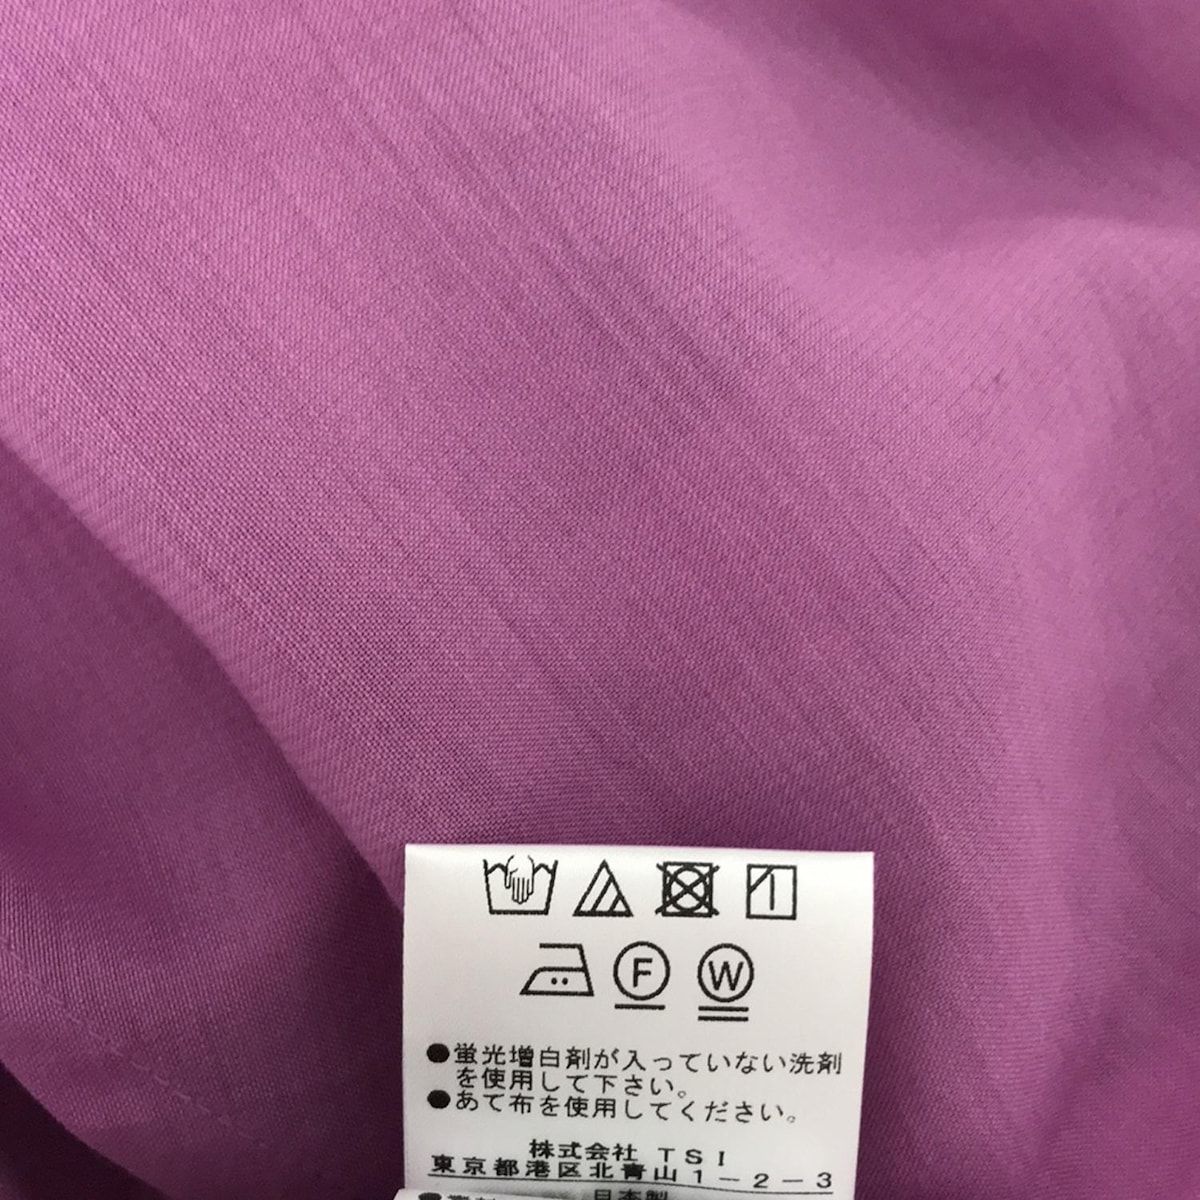 F W
●蛍光増白剤が入っていない洗剤
を使用して下さい。
●あて布を使用してください。
株式会社 TSI
東京都港区北青山1-2-3
日本製